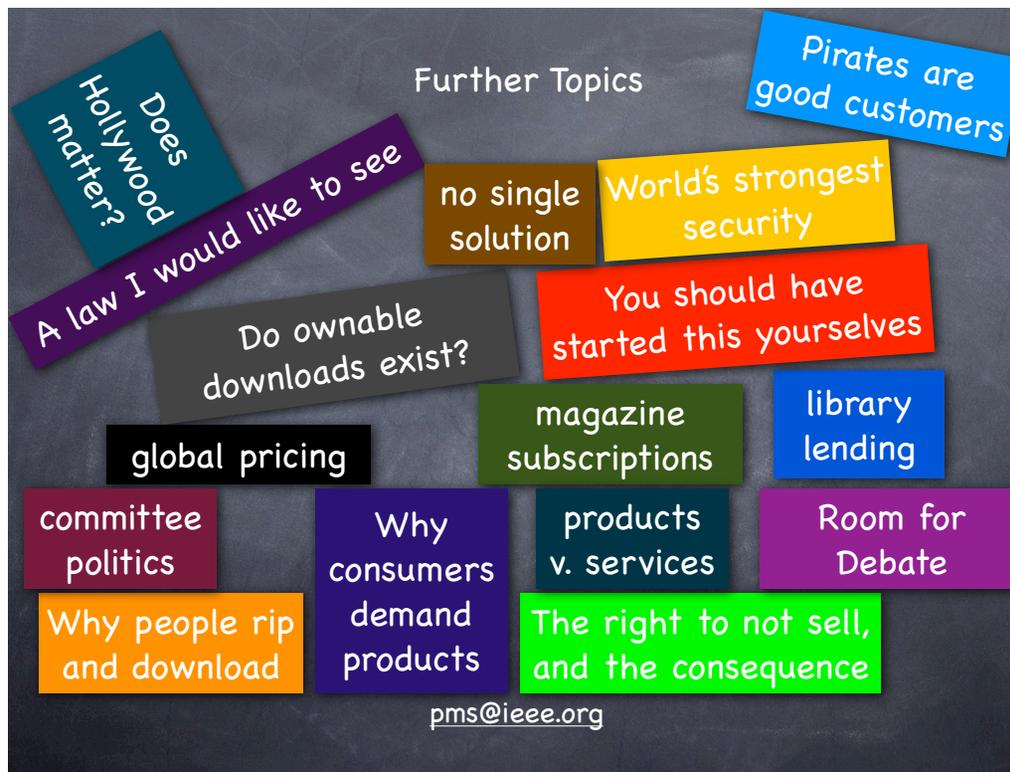 Further Topics
Pirates are
good customers
Does
Hollywood
matter?
A law I would like to see
no single
solution
World's strongest
security
Do ownable
downloads exist?
You should have
started this yourselves
global pricing
magazine
subscriptions
library
lending
committee
politics
Why
consumers
demand
products
products
v. services
Room for
Debate
Why people rip
and download
The right to not sell,
and the consequence
pms@ieee.org